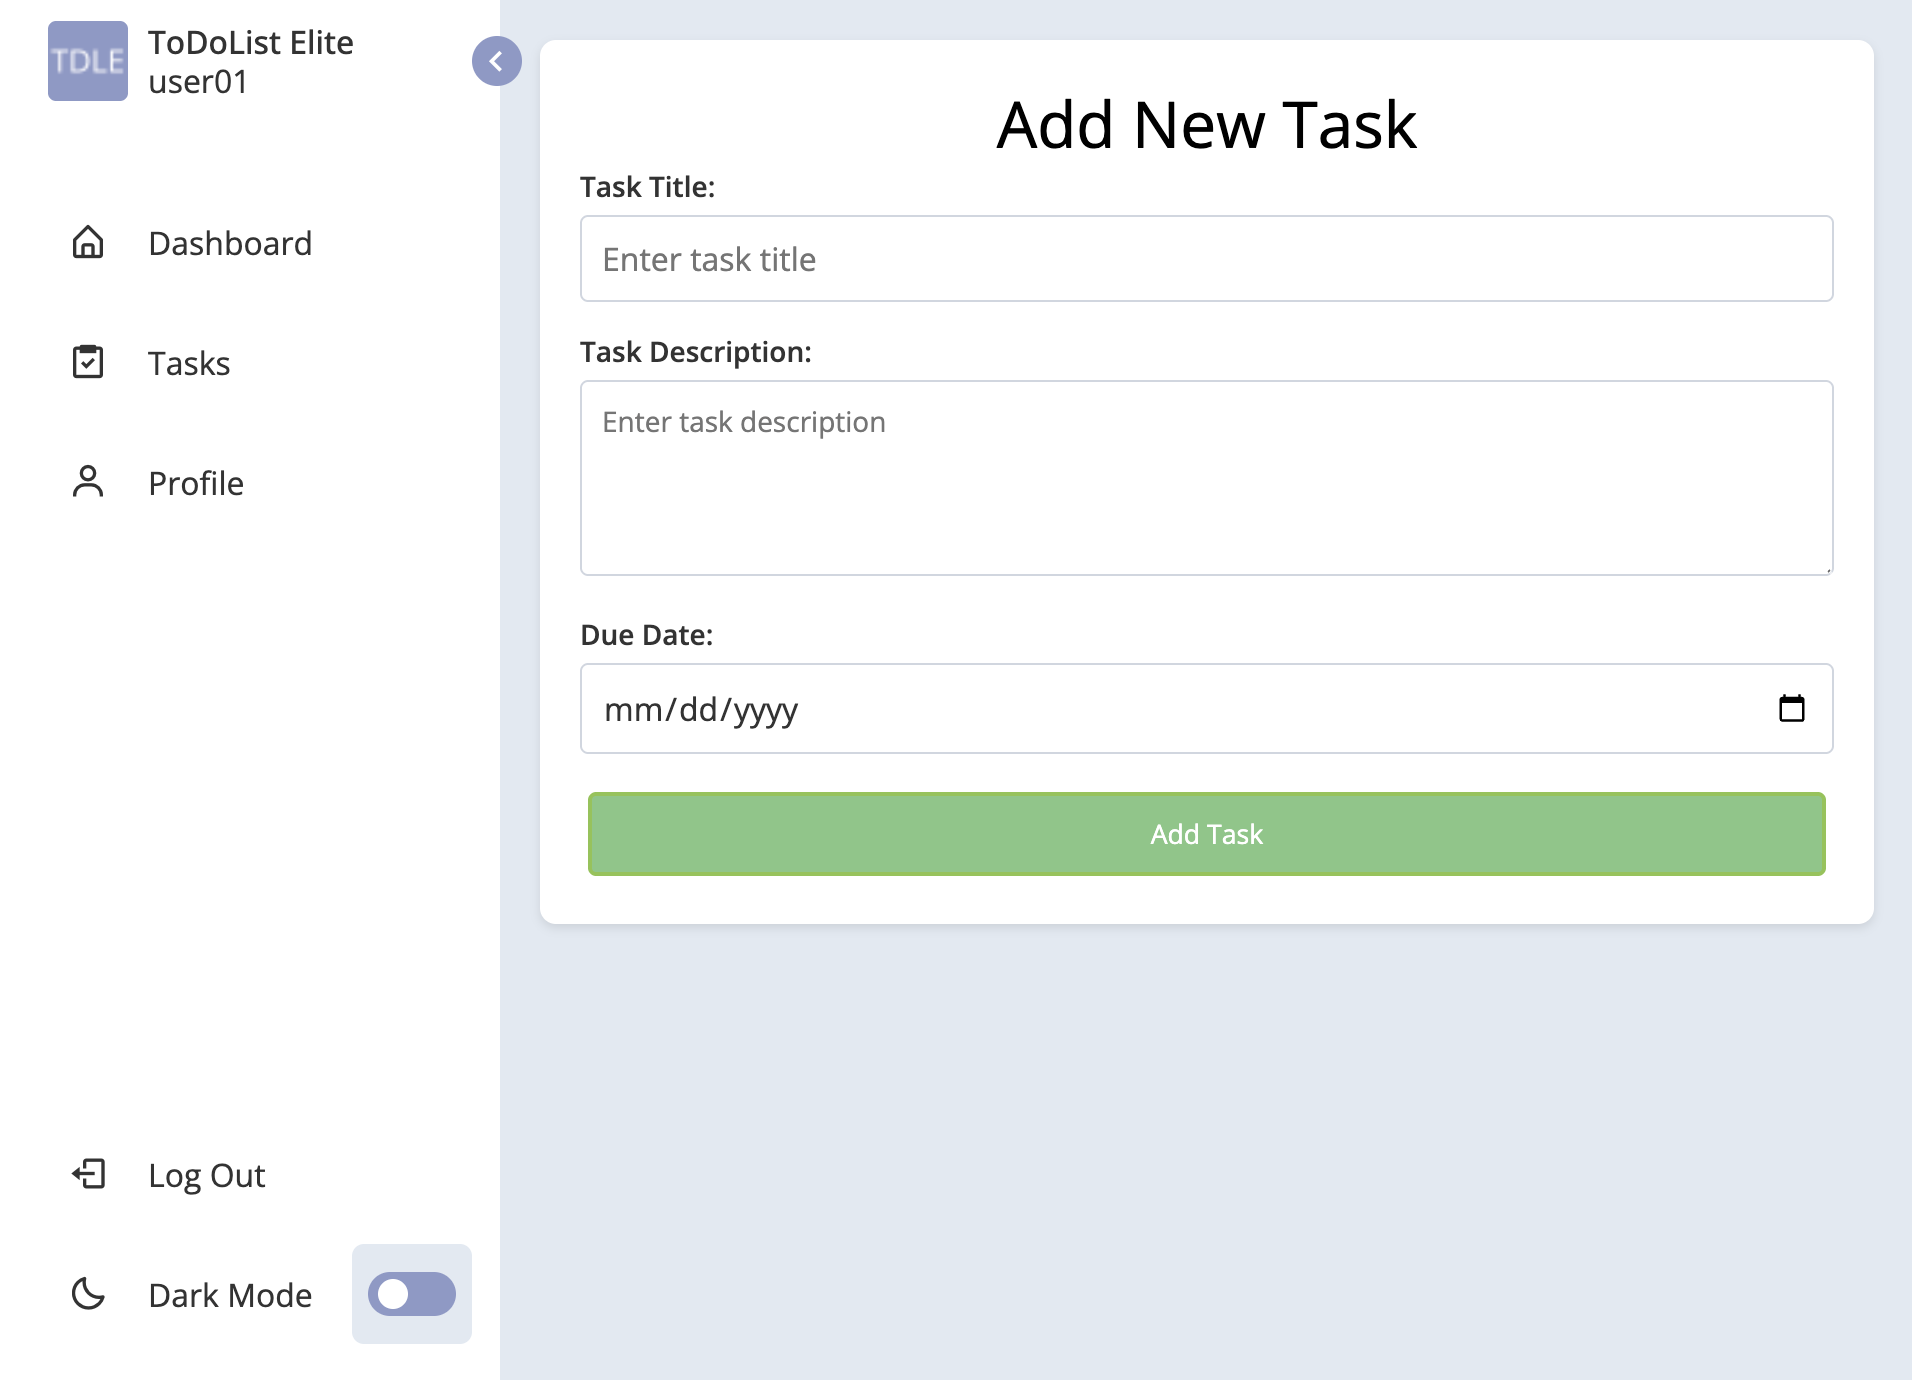 TDLE
ToDoList Elite
user01
Dashboard
Tasks
Profile
Log Out
Dark Mode
Add New Task
Task Title:
Enter task title
Task Description:
Enter task description
Due Date:
mm/dd/yyyy
Add Task